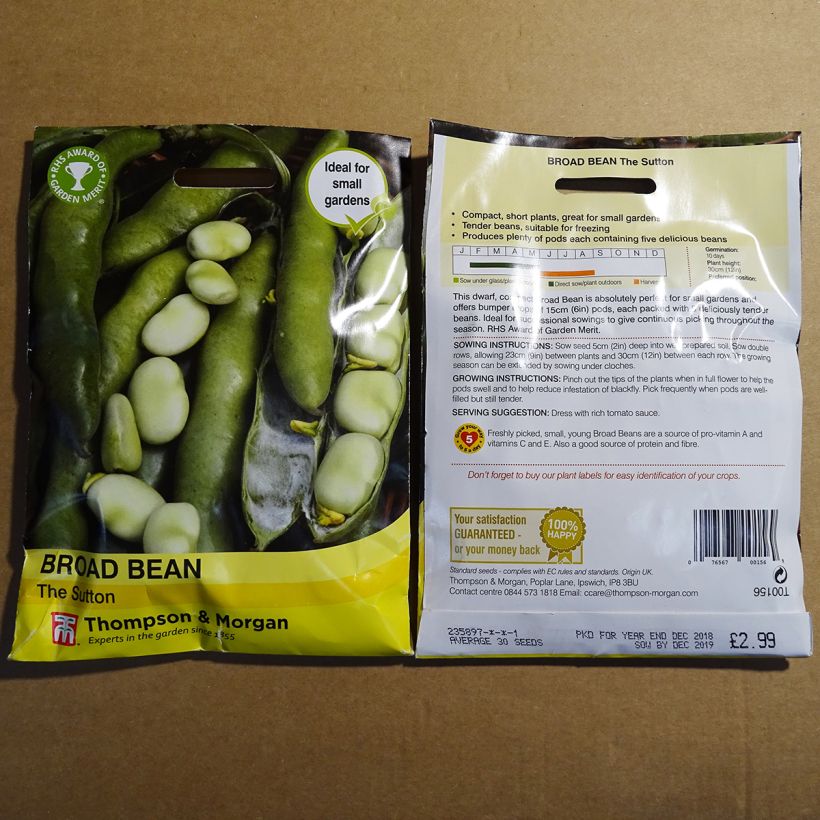 RHS AWARD OF
GARDEN MERIT
®
Ideal for
small
gardens
BROAD BEAN
The Sutton
Thompson & Morgan
Experts in the garden since 1855
BROAD BEAN The Sutton
• Compact, short plants, great for small gardens
• Tender beans, suitable for freezing
• Produces plenty of pods each containing five delicious beans
J F M A M J J A S O N D
Sow under glass/plant Direct sow/plant outdoors Harvest
Germination:
10 days
Plant height:
30cm (12in)
Preferred position:
This dwarf, Broad Bean is absolutely perfect for small gardens and
offers bumper crops of 15cm (6in) pods, each packed with deliciously tender
beans. Ideal for successional sowings to give continuous picking throughout the
season. RHS Award of Garden Merit.
SOWING INSTRUCTIONS: Sow seed 5cm (2in) deep into well prepared soil. Sow double
rows, allowing 23cm (9in) between plants and 30cm (12in) between each row. The growing
season can be extended by sowing under cloches.
GROWING INSTRUCTIONS: Pinch out the tips of the plants when in full flower to help the
pods swell and to help reduce infestation of blackfly. Pick frequently when pods are well-
filled but still tender.
SERVING SUGGESTION: Dress with rich tomato sauce.
5
Freshly picked, small, young Broad Beans are a source of pro-vitamin A and
vitamins C and E. Also a good source of protein and fibre.
Don't forget to buy our plant labels for easy identification of your crops.
Your satisfaction
GUARANTEED -
or your money back
100%
HAPPY
0 76567 00156
T00156
Standard seeds - complies with EC rules and standards. Origin UK.
Thompson & Morgan, Poplar Lane, Ipswich, IP8 3BU
Contact centre 0844 573 1818 Email: ccare@thompson-morgan.com
235897-x-x-1
AVERAGE 30 SEEDS
PKD FOR YEAR END DEC 2018
SOW BY DEC 2019
£2.99